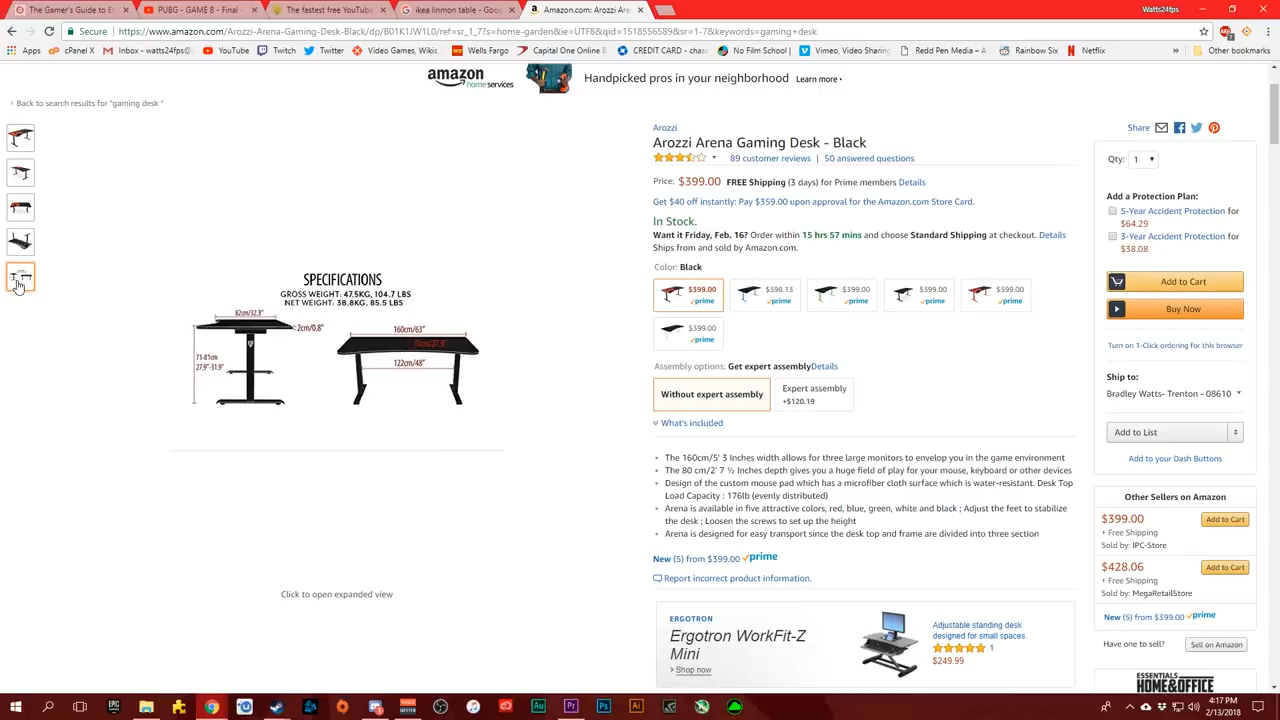 The Gamer's Guide to E
PUBG - GAME 8 - Final -
The fastest free YouTube
ikea linnmon table - Goog
Amazon.com: Arozzi Are
Watts24fps
Secure
https://www.amazon.com/Arozzi-Arena-Gaming-Desk-Black/dp/B01K1JW1L0/ref=sr_1_7?s=home-garden&ie=UTF8&qid=1518556589&sr=1-7&keywords=gaming+desk
Apps
cPanel X
Inbox - watts24fps@g
YouTube
Twitch
Twitter
Video Games, Wikis,
Wells Fargo
Capital One Online B
CREDIT CARD - chase
No Film School |
Vimeo, Video Sharing
Redd Pen Media – A
Rainbow Six
Netflix
Other bookmarks
amazon
home services
Handpicked pros in your neighborhood
Learn more ›
‹ Back to search results for "gaming desk "
SPECIFICATIONS
GROSS WEIGHT: 47.5KG, 104.7 LBS
NET WEIGHT: 38.8KG, 85.5 LBS
82cm/32.3"
2cm/0.8"
71-81cm
27.9"-31.9"
160cm/63"
71cm/27.9"
122cm/48"
Click to open expanded view
Arozzi
Arozzi Arena Gaming Desk - Black
89 customer reviews | 50 answered questions
Price: $399.00 FREE Shipping (3 days) for Prime members Details
Get $40 off instantly: Pay $359.00 upon approval for the Amazon.com Store Card.
In Stock.
Want it Friday, Feb. 16? Order within 15 hrs 57 mins and choose Standard Shipping at checkout. Details
Ships from and sold by Amazon.com.
Color: Black
$399.00
prime
$398.13
prime
$399.00
prime
$399.00
prime
$399.00
prime
$399.00
prime
Assembly options: Get expert assemblyDetails
Without expert assembly
Expert assembly
+$120.19
What's included
• The 160cm/5' 3 Inches width allows for three large monitors to envelop you in the game environment
• The 80 cm/2' 7 ½ Inches depth gives you a huge field of play for your mouse, keyboard or other devices
• Design of the custom mouse pad which has a microfiber cloth surface which is water-resistant. Desk Top
Load Capacity : 176lb (evenly distributed)
• Arena is available in five attractive colors, red, blue, green, white and black ; Adjust the feet to stabilize
the desk ; Loosen the screws to set up the height
• Arena is designed for easy transport since the desk top and frame are divided into three section
New (5) from $399.00 prime
Report incorrect product information.
ERGOTRON
Ergotron WorkFit-Z
Mini
› Shop now
Adjustable standing desk
designed for small spaces.
1
$249.99
Share
Qty: 1
Add a Protection Plan:
5-Year Accident Protection for
$64.29
3-Year Accident Protection for
$38.08
Add to Cart
Buy Now
Turn on 1-Click ordering for this browser
Ship to:
Bradley Watts- Trenton - 08610
Add to List
Add to your Dash Buttons
Other Sellers on Amazon
$399.00
Add to Cart
+ Free Shipping
Sold by: IPC-Store
$428.06
Add to Cart
+ Free Shipping
Sold by: MegaRetailStore
New (5) from $399.00 prime
Have one to sell?
Sell on Amazon
ESSENTIALS
HOME&OFFICE
4:17 PM
2/13/2018